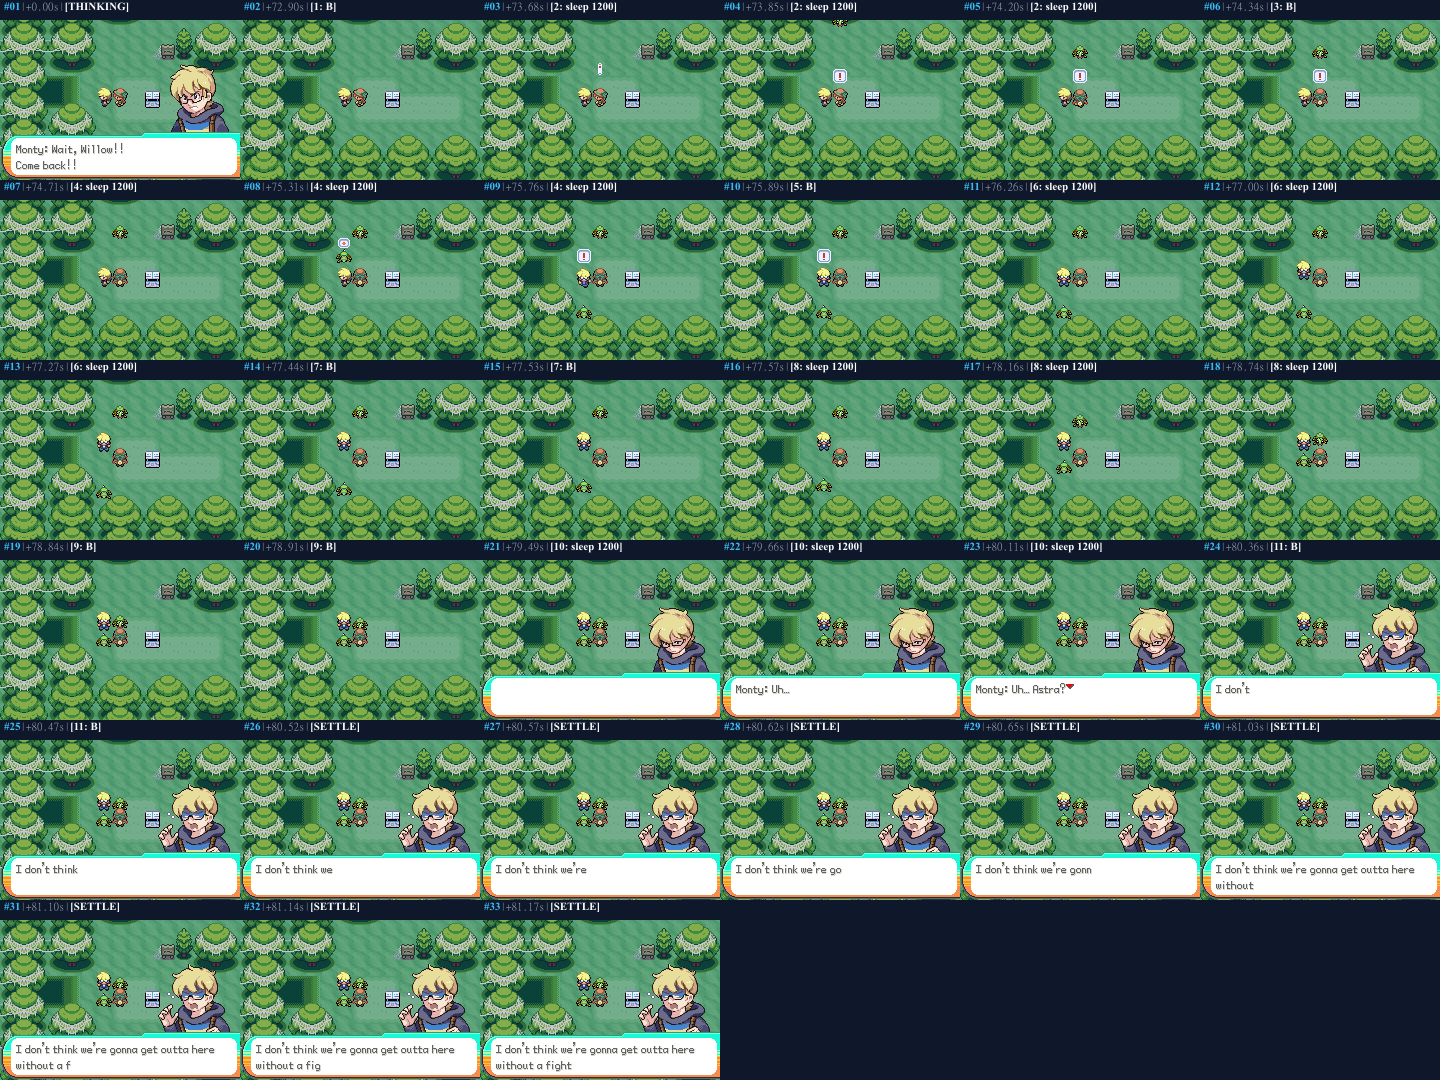 #01|+0.00s|[THINKING]
#02|+72.90s|[1: B]
#03|+73.68s|[2: sleep 1200]
#04|+73.85s|[2: sleep 1200]
#05|+74.20s|[2: sleep 1200]
#06|+74.34s|[3: B]
Monty: Wait, Willow!!
Come back!!
#07|+74.71s|[4: sleep 1200]
#08|+75.31s|[4: sleep 1200]
#09|+75.76s|[4: sleep 1200]
#10|+75.89s|[5: B]
#11|+76.26s|[6: sleep 1200]
#12|+77.00s|[6: sleep 1200]
#13|+77.27s|[6: sleep 1200]
#14|+77.44s|[7: B]
#15|+77.53s|[7: B]
#16|+77.57s|[8: sleep 1200]
#17|+78.16s|[8: sleep 1200]
#18|+78.74s|[8: sleep 1200]
#19|+78.84s|[9: B]
#20|+78.91s|[9: B]
#21|+79.49s|[10: sleep 1200]
#22|+79.66s|[10: sleep 1200]
#23|+80.11s|[10: sleep 1200]
#24|+80.36s|[11: B]
Monty: Uh...
Monty: Uh... Astra?
I don't
#25|+80.47s|[11: B]
#26|+80.52s|[SETTLE]
#27|+80.57s|[SETTLE]
#28|+80.62s|[SETTLE]
#29|+80.65s|[SETTLE]
#30|+81.03s|[SETTLE]
I don't think
I don't think we
I don't think we're
I don't think we're go
I don't think we're gonn
I don't think we're gonna get outta here
without
#31|+81.10s|[SETTLE]
#32|+81.14s|[SETTLE]
#33|+81.17s|[SETTLE]
I don't think we're gonna get outta here
without a f
I don't think we're gonna get outta here
without a fig
I don't think we're gonna get outta here
without a fight